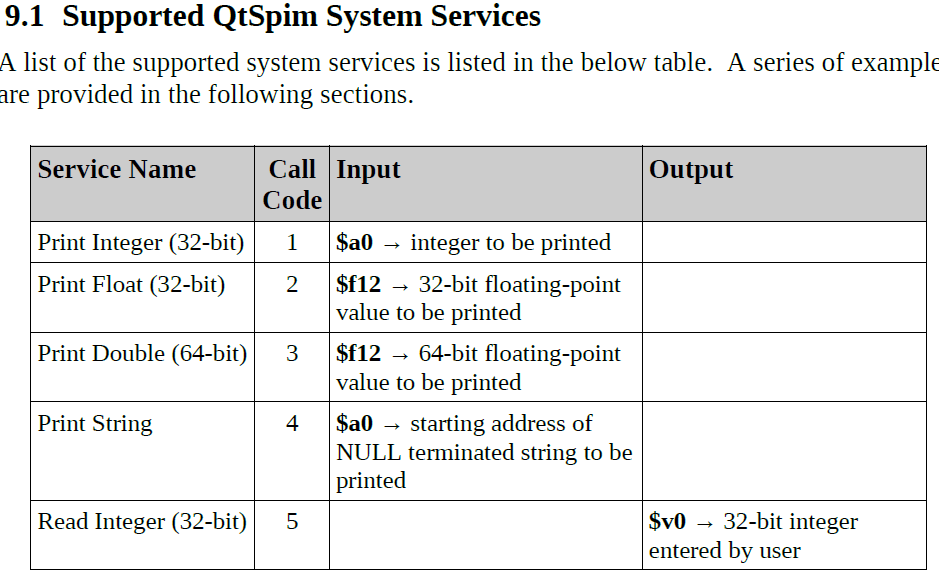 9.1 Supported QtSpim System Services
A list of the supported system services is listed in the below table. A series of example
are provided in the following sections.
Service Name
Call
Code
Input
Output
Print Integer (32-bit)
1
$a0 → integer to be printed
Print Float (32-bit)
2
$f12 → 32-bit floating-point
value to be printed
Print Double (64-bit)
3
$f12 → 64-bit floating-point
value to be printed
Print String
4
$a0 → starting address of
NULL terminated string to be
printed
Read Integer (32-bit)
5
$v0 → 32-bit integer
entered by user